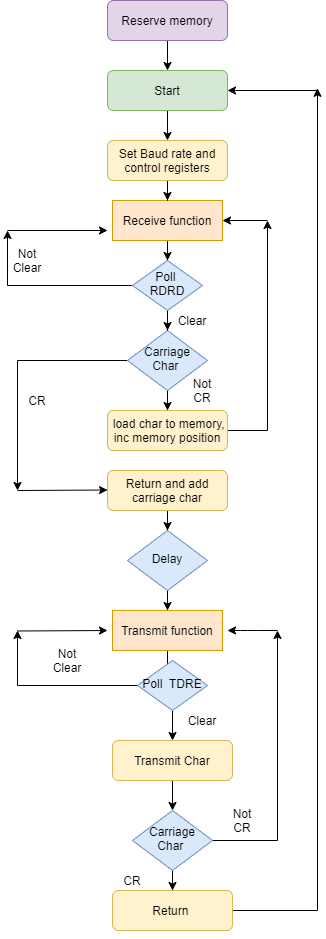 Reserve memory
Start
Set Baud rate and
control registers
Receive function
Not
Clear
Poll
RDRD
Clear
Carriage
Char
Not
CR
CR
load char to memory,
inc memory position
Return and add
carriage char
Delay
Transmit function
Not
Clear
Poll TDRE
Clear
Transmit Char
Not
CR
Carriage
Char
CR
Return